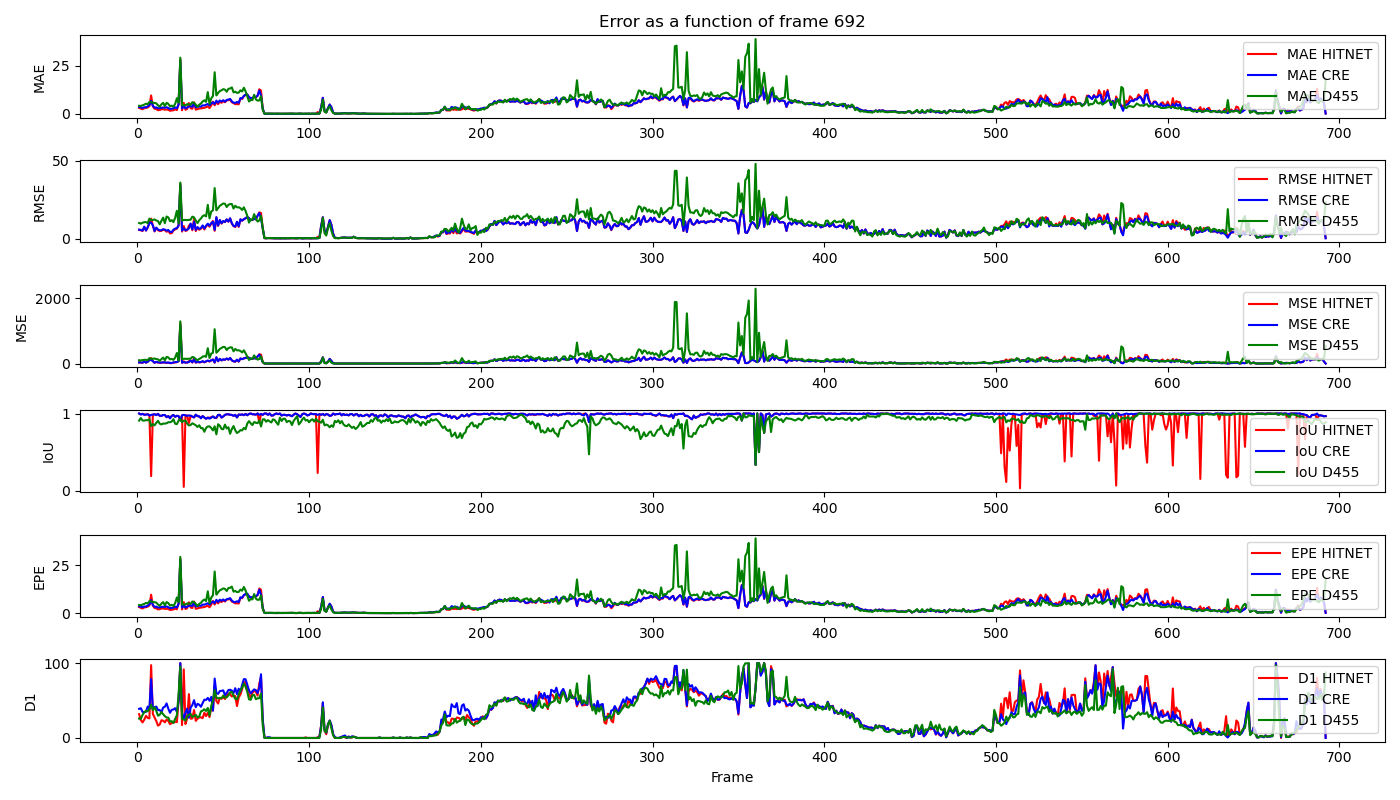 Error as a function of frame 692
MAE
25
0
MAE HITNET
MAE CRE
MAE D455
0 100 200 300 400 500 600 700
RMSE
50
0
RMSE HITNET
RMSE CRE
RMSE D455
0 100 200 300 400 500 600 700
MSE
2000
0
MSE HITNET
MSE CRE
MSE D455
0 100 200 300 400 500 600 700
IoU
1
0
IoU HITNET
IoU CRE
IoU D455
0 100 200 300 400 500 600 700
EPE
25
0
EPE HITNET
EPE CRE
EPE D455
0 100 200 300 400 500 600 700
D1
100
0
D1 HITNET
D1 CRE
D1 D455
0 100 200 300 400 500 600 700
Frame